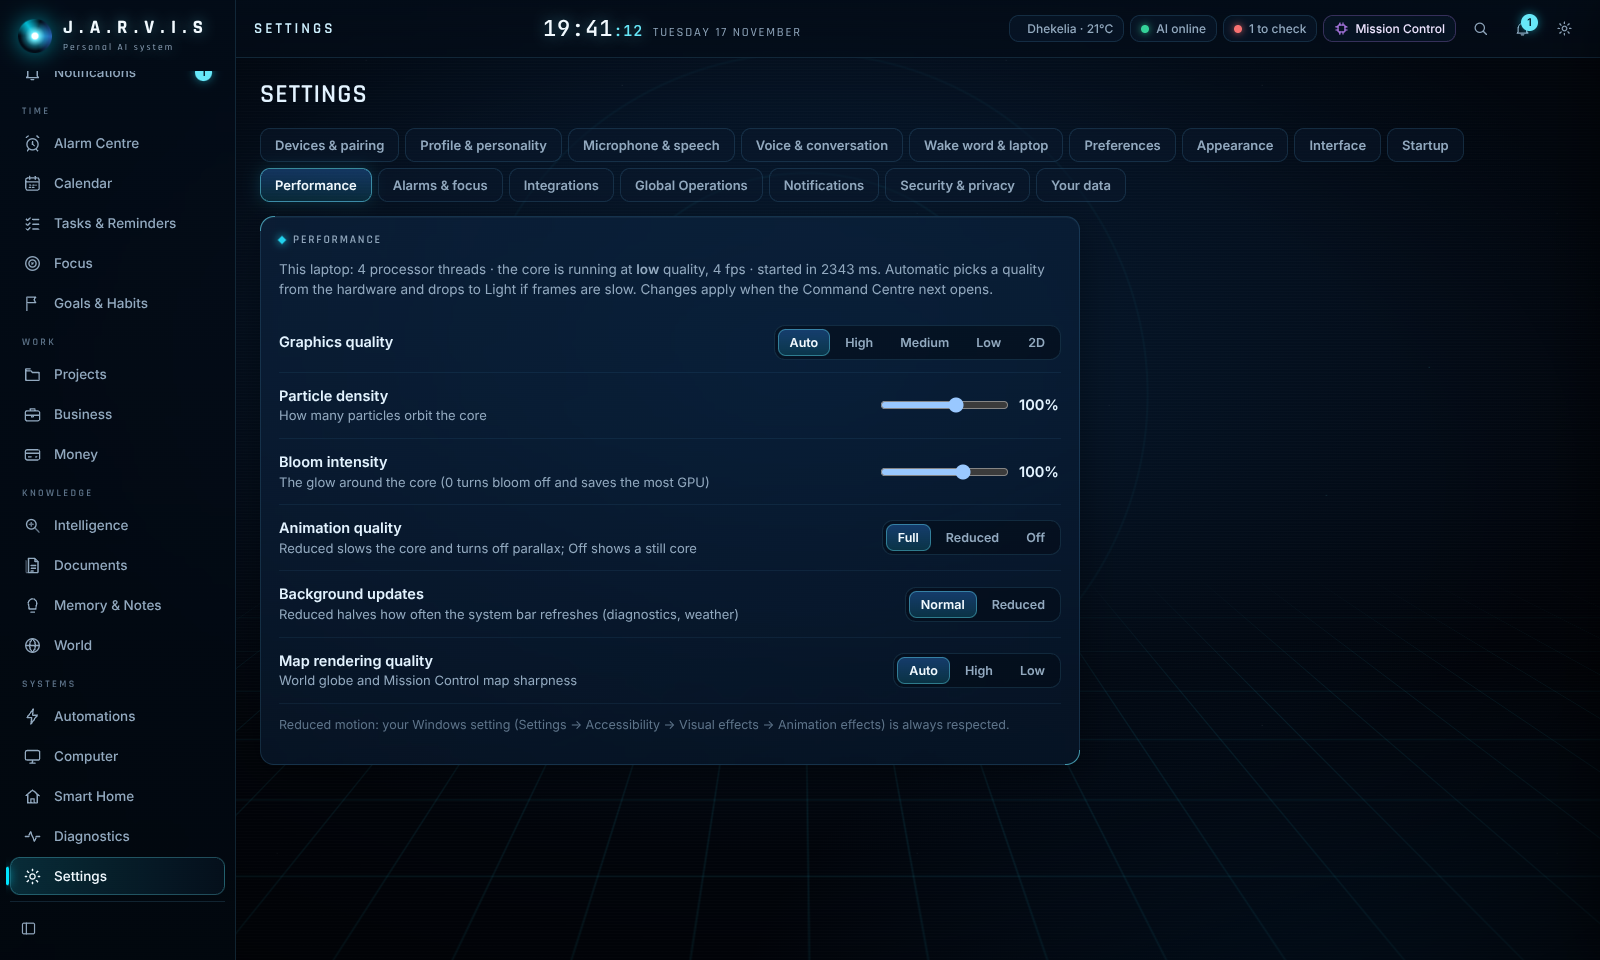 J.A.R.V.I.S
Personal AI system
SETTINGS
19:41:12 TUESDAY 17 NOVEMBER
Dhekelia · 21°C
AI online
1 to check
Mission Control
1
Notifications
1
TIME
Alarm Centre
Calendar
Tasks & Reminders
Focus
Goals & Habits
WORK
Projects
Business
Money
KNOWLEDGE
Intelligence
Documents
Memory & Notes
World
SYSTEMS
Automations
Computer
Smart Home
Diagnostics
Settings
SETTINGS
Devices & pairing
Profile & personality
Microphone & speech
Voice & conversation
Wake word & laptop
Preferences
Appearance
Interface
Startup
Performance
Alarms & focus
Integrations
Global Operations
Notifications
Security & privacy
Your data
PERFORMANCE
This laptop: 4 processor threads · the core is running at low quality, 4 fps · started in 2343 ms. Automatic picks a quality
from the hardware and drops to Light if frames are slow. Changes apply when the Command Centre next opens.
Graphics quality
Auto High Medium Low 2D
Particle density
How many particles orbit the core
100%
Bloom intensity
The glow around the core (0 turns bloom off and saves the most GPU)
100%
Animation quality
Reduced slows the core and turns off parallax; Off shows a still core
Full Reduced Off
Background updates
Reduced halves how often the system bar refreshes (diagnostics, weather)
Normal Reduced
Map rendering quality
World globe and Mission Control map sharpness
Auto High Low
Reduced motion: your Windows setting (Settings → Accessibility → Visual effects → Animation effects) is always respected.